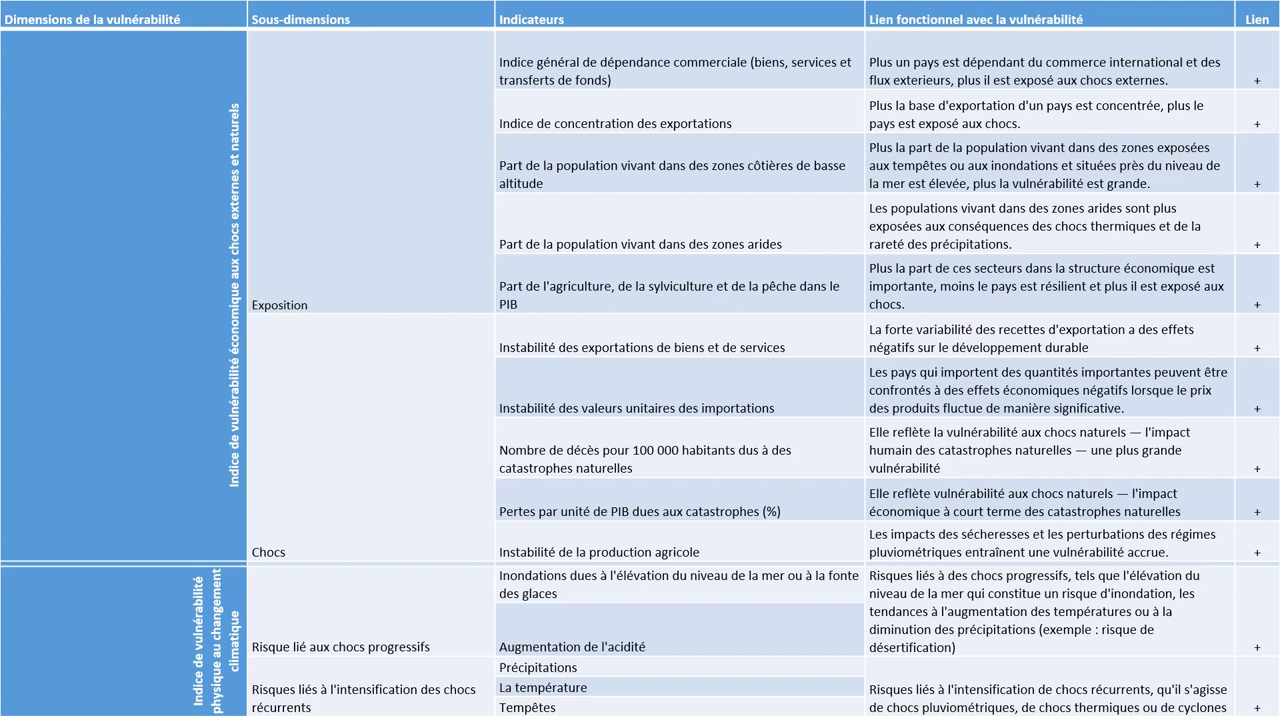 Dimensions de la vulnérabilité
Sous-dimensions
Indicateurs
Lien fonctionnel avec la vulnérabilité
Lien
Indice de vulnérabilité économique aux chocs externes et naturels
Exposition
Indice général de dépendance commerciale (biens, services et
transferts de fonds)
Plus un pays est dépendant du commerce international et des
flux exterieurs, plus il est exposé aux chocs externes.
+
Indice de concentration des exportations
Plus la base d'exportation d'un pays est concentrée, plus le
pays est exposé aux chocs.
+
Part de la population vivant dans des zones côtières de basse
altitude
Plus la part de la population vivant dans des zones exposées
aux tempêtes ou aux inondations et situées près du niveau de
la mer est élevée, plus la vulnérabilité est grande.
+
Part de la population vivant dans des zones arides
Les populations vivant dans des zones arides sont plus
exposées aux conséquences des chocs thermiques et de la
rareté des précipitations.
+
Part de l'agriculture, de la sylviculture et de la pêche dans le
PIB
Plus la part de ces secteurs dans la structure économique est
importante, moins le pays est résilient et plus il est exposé aux
chocs.
+
Chocs
Instabilité des exportations de biens et de services
La forte variabilité des recettes d'exportation a des effets
négatifs sur le développement durable
+
Instabilité des valeurs unitaires des importations
Les pays qui importent des quantités importantes peuvent être
confrontés à des effets économiques négatifs lorsque le prix
des produits fluctue de manière significative.
+
Nombre de décès pour 100 000 habitants dus à des
catastrophes naturelles
Elle reflète la vulnérabilité aux chocs naturels — l'impact
humain des catastrophes naturelles — une plus grande
vulnérabilité
+
Pertes par unité de PIB dues aux catastrophes (%)
Elle reflète vulnérabilité aux chocs naturels — l'impact
économique à court terme des catastrophes naturelles
+
Instabilité de la production agricole
Les impacts des sécheresses et les perturbations des régimes
pluviométriques entraînent une vulnérabilité accrue.
+
Indice de vulnérabilité
physique au changement
climatique
Risque lié aux chocs progressifs
Inondations dues à l'élévation du niveau de la mer ou à la fonte
des glaces
Augmentation de l'acidité
Risques liés à des chocs progressifs, tels que l'élévation du
niveau de la mer qui constitue un risque d'inondation, les
tendances à l'augmentation des températures ou à la
diminution des précipitations (exemple : risque de
désertification)
+
Risques liés à l'intensification des chocs
récurrents
Précipitations
La température
Tempêtes
Risques liés à l'intensification de chocs récurrents, qu'il s'agisse
de chocs pluviométriques, de chocs thermiques ou de cyclones
+